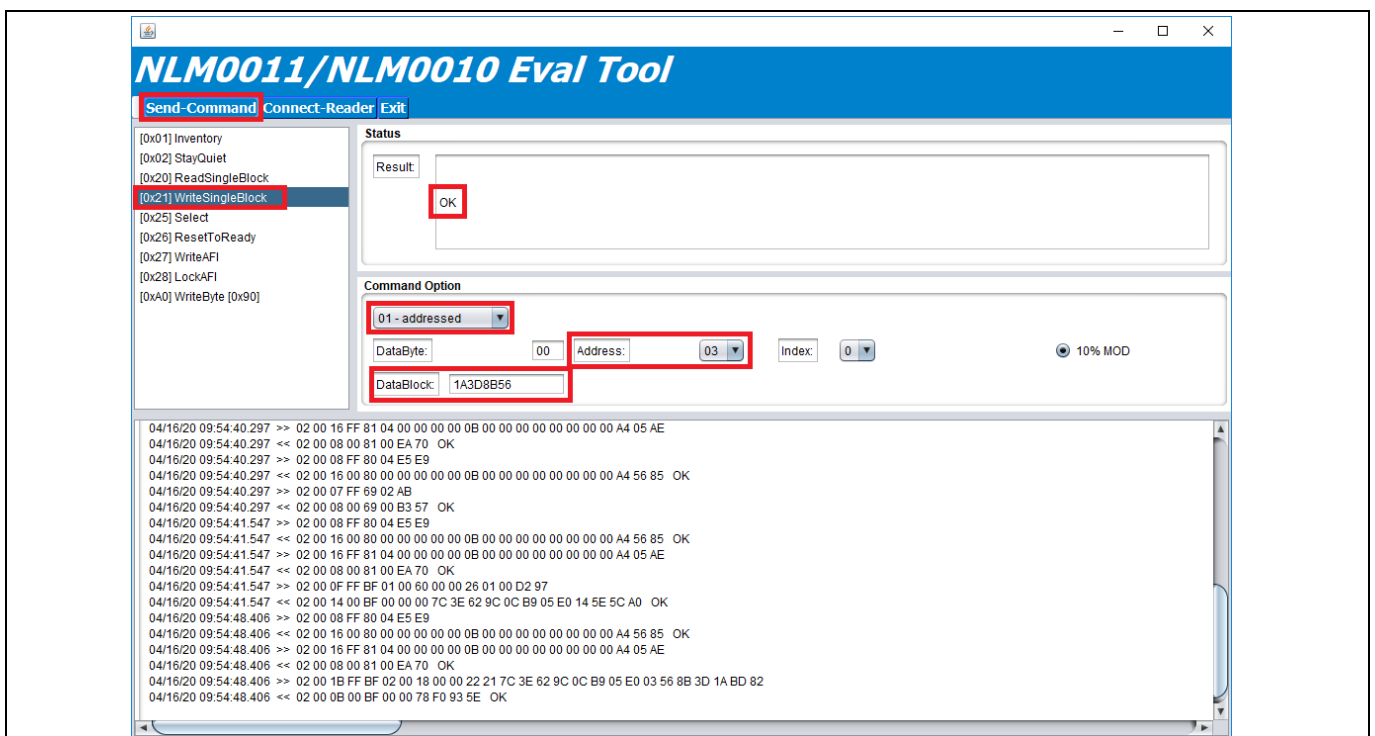 NLM0011/NLM0010 Eval Tool
Send-Command Connect-Reader Exit
[0x01] Inventory
[0x02] StayQuiet
[0x20] ReadSingleBlock
[0x21] WriteSingleBlock
[0x25] Select
[0x26] ResetToReady
[0x27] WriteAFI
[0x28] LockAFI
[0xA0] WriteByte [0x90]
Status
Result:
OK
Command Option
01 - addressed
DataByte: 00 Address: 03 Index: 0 10% MOD
DataBlock: 1A3D8B56
04/16/20 09:54:40.297 >> 02 00 16 FF 81 04 00 00 00 00 0B 00 00 00 00 00 00 00 00 A4 05 AE
04/16/20 09:54:40.297 << 02 00 08 00 81 00 EA 70 OK
04/16/20 09:54:40.297 >> 02 00 08 FF 80 04 E5 E9
04/16/20 09:54:40.297 << 02 00 16 00 80 00 00 00 00 00 0B 00 00 00 00 00 00 00 00 A4 56 85 OK
04/16/20 09:54:40.297 >> 02 00 07 FF 69 02 AB
04/16/20 09:54:40.297 << 02 00 08 00 69 00 B3 57 OK
04/16/20 09:54:41.547 >> 02 00 08 FF 80 04 E5 E9
04/16/20 09:54:41.547 << 02 00 16 00 80 00 00 00 00 00 0B 00 00 00 00 00 00 00 00 A4 56 85 OK
04/16/20 09:54:41.547 >> 02 00 16 FF 81 04 00 00 00 00 0B 00 00 00 00 00 00 00 00 A4 05 AE
04/16/20 09:54:41.547 << 02 00 08 00 81 00 EA 70 OK
04/16/20 09:54:41.547 >> 02 00 0F FF BF 01 00 60 00 00 26 01 00 D2 97
04/16/20 09:54:41.547 << 02 00 14 00 BF 00 00 00 7C 3E 62 9C 0C B9 05 E0 14 5E 5C A0 OK
04/16/20 09:54:48.406 >> 02 00 08 FF 80 04 E5 E9
04/16/20 09:54:48.406 << 02 00 16 00 80 00 00 00 00 00 0B 00 00 00 00 00 00 00 00 A4 56 85 OK
04/16/20 09:54:48.406 >> 02 00 16 FF 81 04 00 00 00 00 0B 00 00 00 00 00 00 00 00 A4 05 AE
04/16/20 09:54:48.406 << 02 00 08 00 81 00 EA 70 OK
04/16/20 09:54:48.406 >> 02 00 1B FF BF 02 00 18 00 00 22 21 7C 3E 62 9C 0C B9 05 E0 03 56 8B 3D 1A BD 82
04/16/20 09:54:48.406 << 02 00 0B 00 BF 00 00 78 F0 93 5E OK